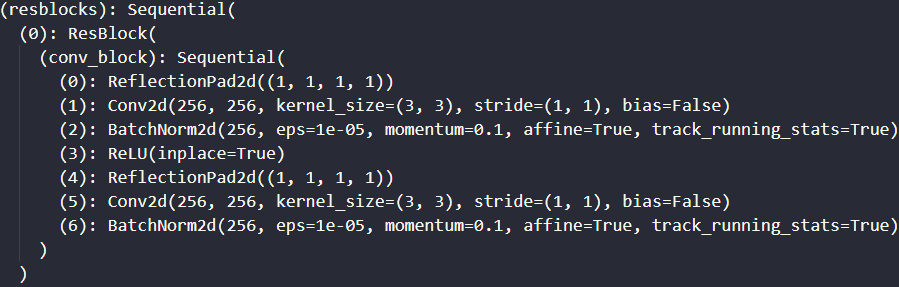 (resblocks): Sequential(
  (0): ResBlock(
    (conv_block): Sequential(
      (0): ReflectionPad2d((1, 1, 1, 1))
      (1): Conv2d(256, 256, kernel_size=(3, 3), stride=(1, 1), bias=False)
      (2): BatchNorm2d(256, eps=1e-05, momentum=0.1, affine=True, track_running_stats=True)
      (3): ReLU(inplace=True)
      (4): ReflectionPad2d((1, 1, 1, 1))
      (5): Conv2d(256, 256, kernel_size=(3, 3), stride=(1, 1), bias=False)
      (6): BatchNorm2d(256, eps=1e-05, momentum=0.1, affine=True, track_running_stats=True)
    )
  )